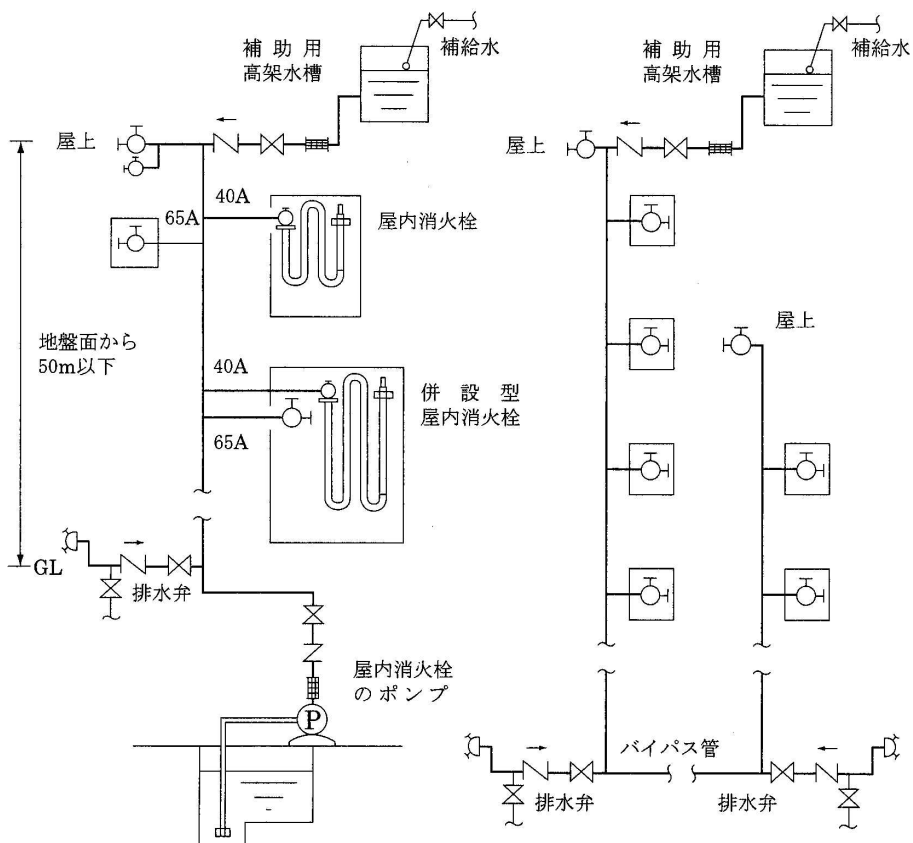 補助用
高架水槽
補給水
屋上
40A
65A
屋内消火栓
地盤面から
50m以下
40A
65A
併設型
屋内消火栓
GL
排水弁
屋内消火栓
のポンプ
P
補助用
高架水槽
補給水
屋上
屋上
バイパス管
排水弁
排水弁